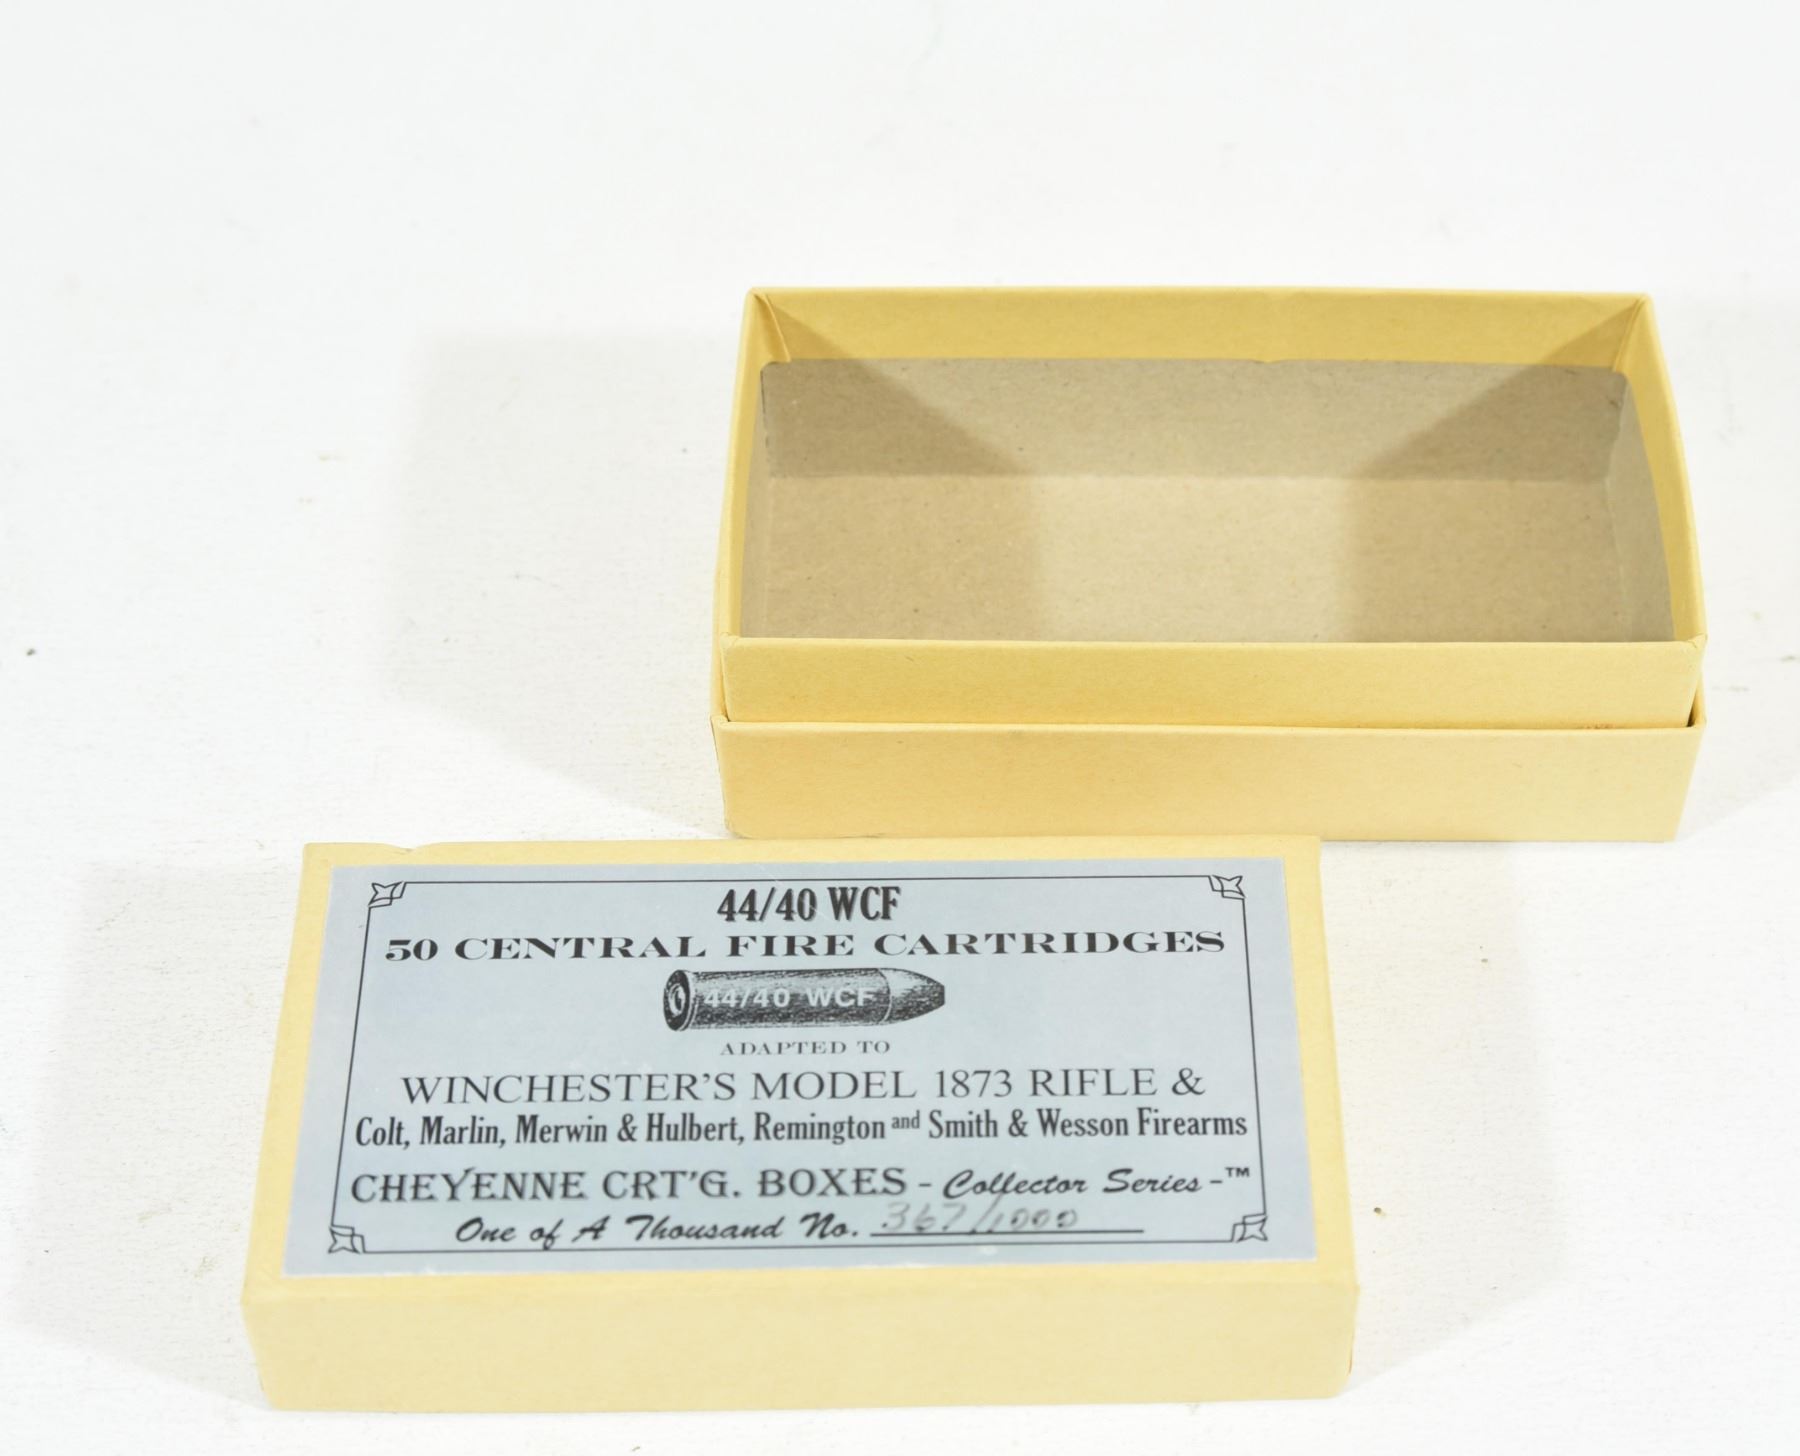 44/40 WCF
50 CENTRAL FIRE CARTRIDGES
44/40 WCF
ADAPTED TO
WINCHESTER'S MODEL 1873 RIFLE &
Colt, Marlin, Merwin & Hulbert, Remington and Smith & Wesson Firearms
CHEYENNE CRT'G. BOXES - Collector Series -™
One of A Thousand No. 367/1000